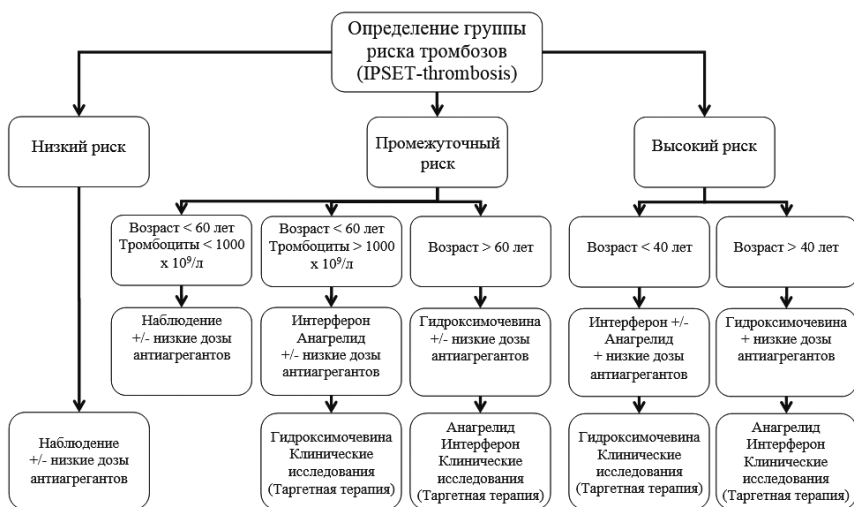 Определение группы
риска тромбозов
(IPSET-thrombosis)
Низкий риск
Промежуточный
риск
Высокий риск
Возраст < 60 лет
Тромбоциты < 1000
x 10⁹/л
Возраст < 60 лет
Тромбоциты > 1000
x 10⁹/л
Возраст > 60 лет
Возраст < 40 лет
Возраст > 40 лет
Наблюдение
+/- низкие дозы
антиагрегантов
Интерферон
Анагрелид
+/- низкие дозы
антиагрегантов
Гидроксимочевина
+/- низкие дозы
антиагрегантов
Интерферон +/-
Анагрелид
+ низкие дозы
антиагрегантов
Гидроксимочевина
+ низкие дозы
антиагрегантов
Наблюдение
+/- низкие дозы
антиагрегантов
Гидроксимочевина
Клинические
исследования
(Таргетная терапия)
Анагрелид
Интерферон
Клинические
исследования
(Таргетная терапия)
Гидроксимочевина
Клинические
исследования
(Таргетная терапия)
Анагрелид
Интерферон
Клинические
исследования
(Таргетная терапия)